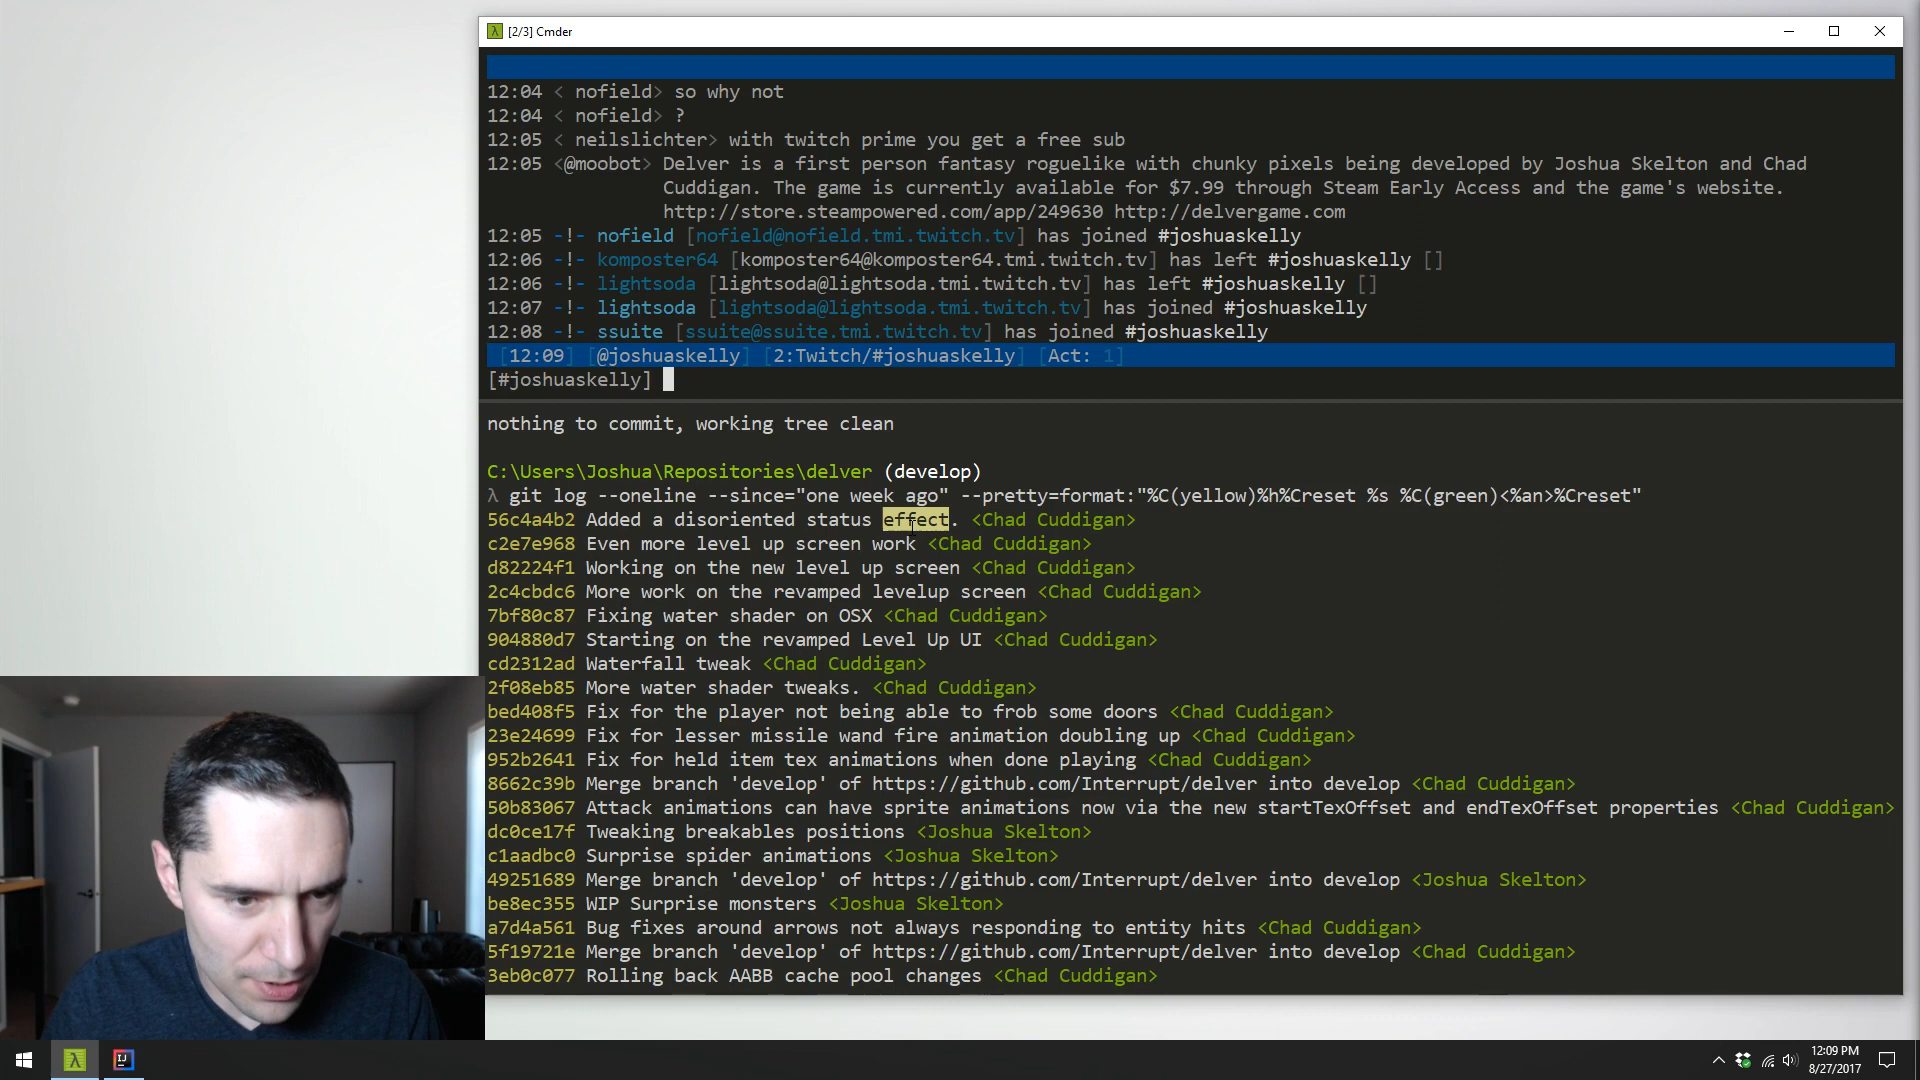 [2/3] Cmder
12:04 < nofield> so why not
12:04 < nofield> ?
12:05 < neilslichter> with twitch prime you get a free sub
12:05 <@moobot> Delver is a first person fantasy roguelike with chunky pixels being developed by Joshua Skelton and Chad
Cuddigan. The game is currently available for $7.99 through Steam Early Access and the game's website.
http://store.steampowered.com/app/249630 http://delvergame.com
12:05 -!- nofield [nofield@nofield.tmi.twitch.tv] has joined #joshuaskelly
12:06 -!- komposter64 [komposter64@komposter64.tmi.twitch.tv] has left #joshuaskelly []
12:06 -!- lightsoda [lightsoda@lightsoda.tmi.twitch.tv] has left #joshuaskelly []
12:07 -!- lightsoda [lightsoda@lightsoda.tmi.twitch.tv] has joined #joshuaskelly
12:08 -!- ssuite [ssuite@ssuite.tmi.twitch.tv] has joined #joshuaskelly
[12:09] [@joshuaskelly] [2:Twitch/#joshuaskelly] [Act: 1]
[#joshuaskelly]
nothing to commit, working tree clean
C:\Users\Joshua\Repositories\delver (develop)
λ git log --oneline --since="one week ago" --pretty=format:"%C(yellow)%h%Creset %s %C(green)<%an>%Creset"
56c4a4b2 Added a disoriented status effect. <Chad Cuddigan>
c2e7e968 Even more level up screen work <Chad Cuddigan>
d82224f1 Working on the new level up screen <Chad Cuddigan>
2c4cbdc6 More work on the revamped levelup screen <Chad Cuddigan>
7bf80c87 Fixing water shader on OSX <Chad Cuddigan>
904880d7 Starting on the revamped Level Up UI <Chad Cuddigan>
cd2312ad Waterfall tweak <Chad Cuddigan>
2f08eb85 More water shader tweaks. <Chad Cuddigan>
bed408f5 Fix for the player not being able to frob some doors <Chad Cuddigan>
23e24699 Fix for lesser missile wand fire animation doubling up <Chad Cuddigan>
952b2641 Fix for held item tex animations when done playing <Chad Cuddigan>
8662c39b Merge branch 'develop' of https://github.com/Interrupt/delver into develop <Chad Cuddigan>
50b83067 Attack animations can have sprite animations now via the new startTexOffset and endTexOffset properties <Chad Cuddigan>
dc0ce17f Tweaking breakables positions <Joshua Skelton>
c1aadbc0 Surprise spider animations <Joshua Skelton>
49251689 Merge branch 'develop' of https://github.com/Interrupt/delver into develop <Joshua Skelton>
be8ec355 WIP Surprise monsters <Joshua Skelton>
a7d4a561 Bug fixes around arrows not always responding to entity hits <Chad Cuddigan>
5f19721e Merge branch 'develop' of https://github.com/Interrupt/delver into develop <Chad Cuddigan>
3eb0c077 Rolling back AABB cache pool changes <Chad Cuddigan>
λ
IJ
12:09 PM
8/27/2017